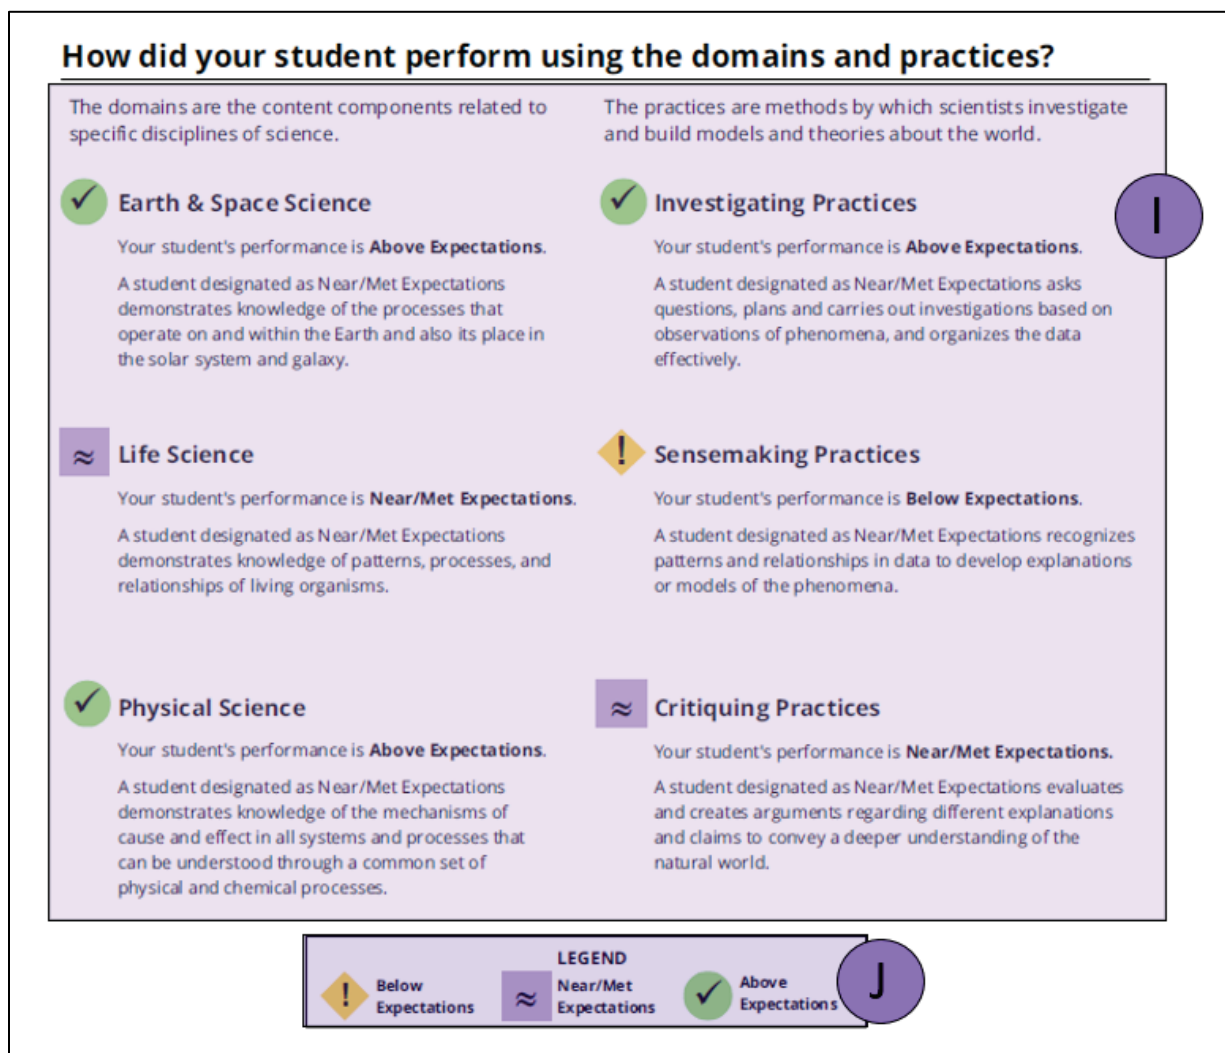 How did your student perform using the domains and practices?
The domains are the content components related to
specific disciplines of science.
✓ Earth & Space Science
Your student's performance is Above Expectations.
A student designated as Near/Met Expectations
demonstrates knowledge of the processes that
operate on and within the Earth and also its place in
the solar system and galaxy.
≈ Life Science
Your student's performance is Near/Met Expectations.
A student designated as Near/Met Expectations
demonstrates knowledge of patterns, processes, and
relationships of living organisms.
✓ Physical Science
Your student's performance is Above Expectations.
A student designated as Near/Met Expectations
demonstrates knowledge of the mechanisms of
cause and effect in all systems and processes that
can be understood through a common set of
physical and chemical processes.
The practices are methods by which scientists investigate
and build models and theories about the world.
✓ Investigating Practices
Your student's performance is Above Expectations.
A student designated as Near/Met Expectations asks
questions, plans and carries out investigations based on
observations of phenomena, and organizes the data
effectively.
! Sensemaking Practices
Your student's performance is Below Expectations.
A student designated as Near/Met Expectations recognizes
patterns and relationships in data to develop explanations
or models of the phenomena.
≈ Critiquing Practices
Your student's performance is Near/Met Expectations.
A student designated as Near/Met Expectations evaluates
and creates arguments regarding different explanations
and claims to convey a deeper understanding of the
natural world.
I
LEGEND
! Below
Expectations
≈ Near/Met
Expectations
✓ Above
Expectations
J